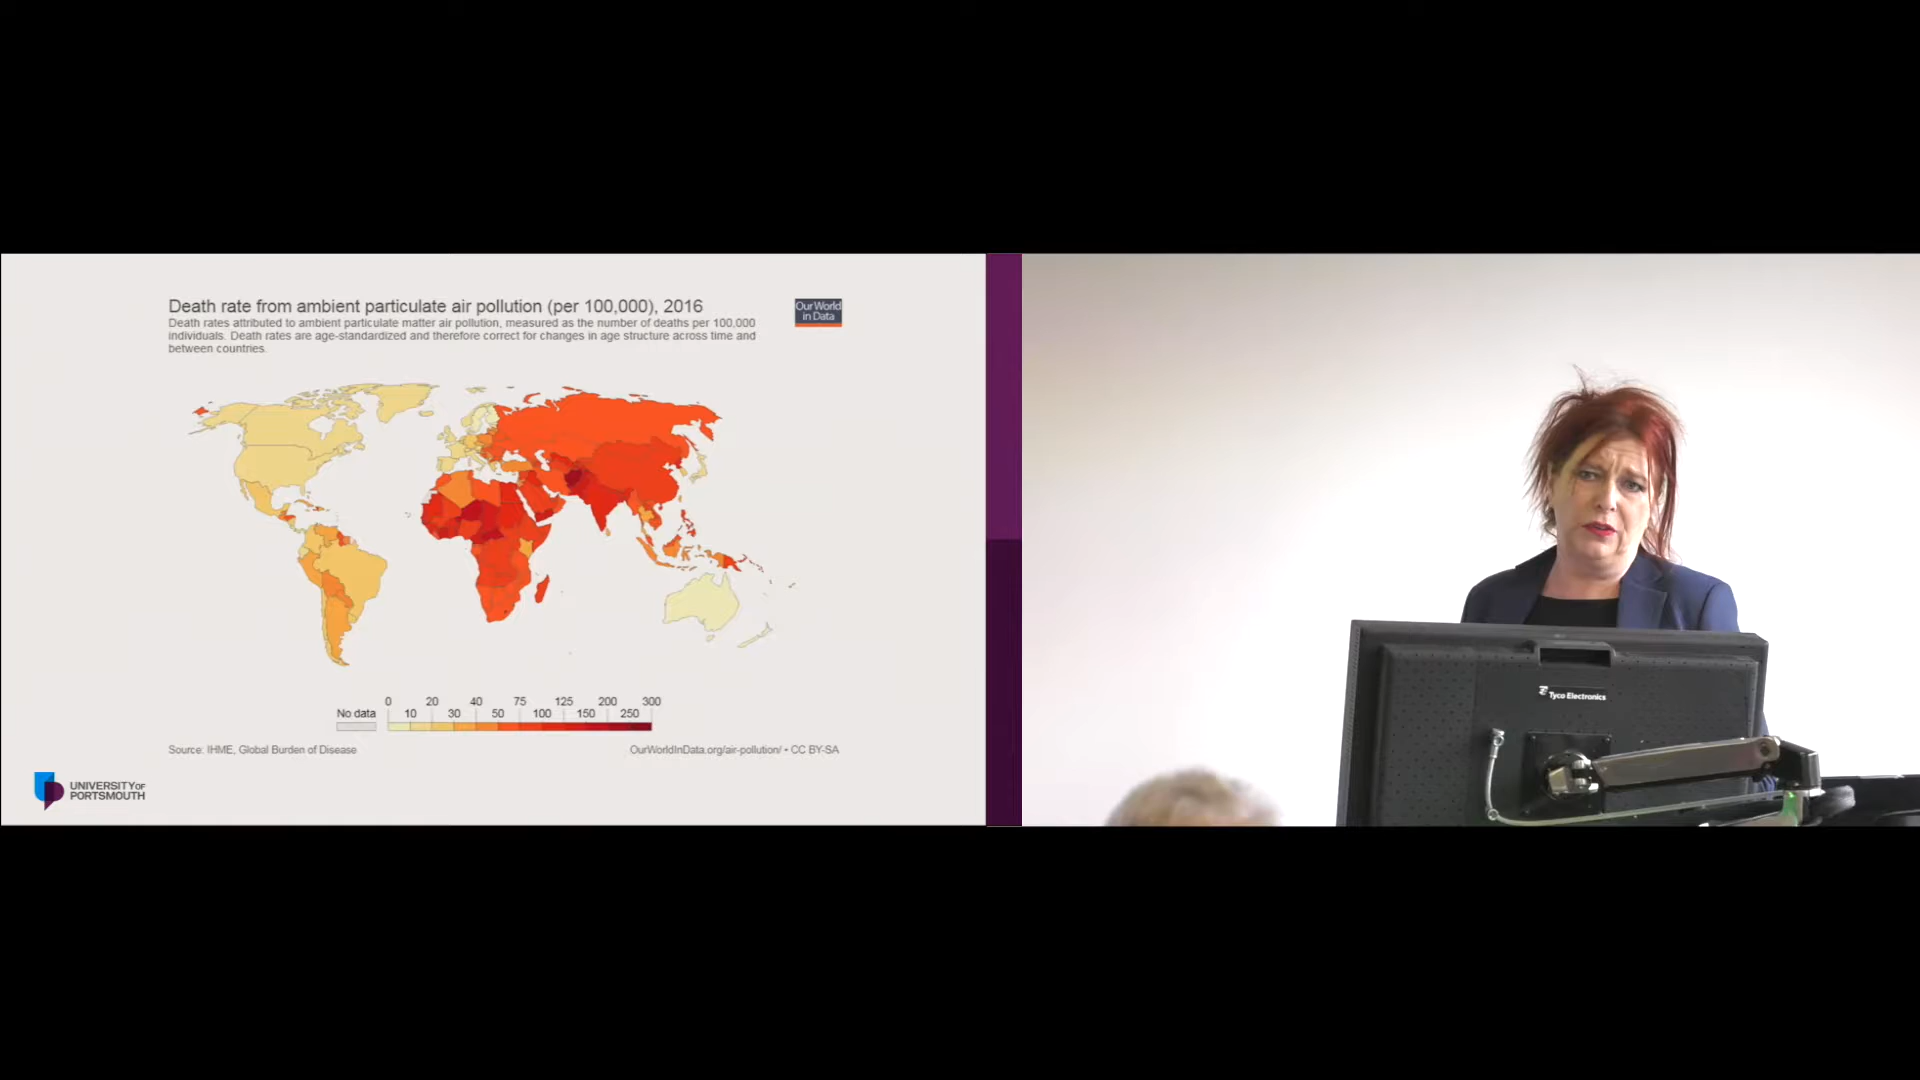 Death rate from ambient particulate air pollution (per 100,000), 2016
Death rates attributed to ambient particulate matter air pollution, measured as the number of deaths per 100,000
individuals. Death rates are age-standardized and therefore correct for changes in age structure across time and
between countries.
Our World
in Data
No data
0 20 40 75 125 200 300
10 30 50 100 150 250
Source: IHME, Global Burden of Disease
OurWorldInData.org/air-pollution/ • CC BY-SA
UNIVERSITY OF
PORTSMOUTH
Tyco Electronics